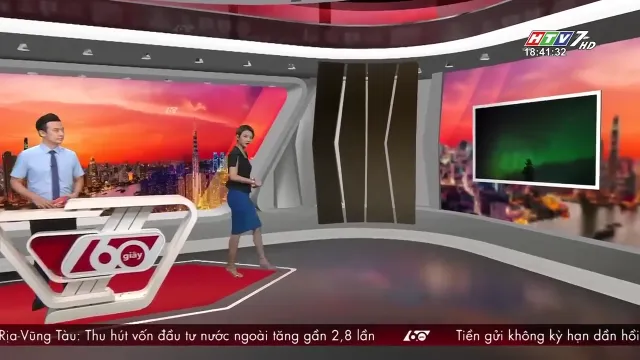 HTV7 HD
18:41:32
60 giây
Rịa-Vũng Tàu: Thu hút vốn đầu tư nước ngoài tăng gần 2,8 lần 60 Tiền gửi không kỳ hạn dần hồi